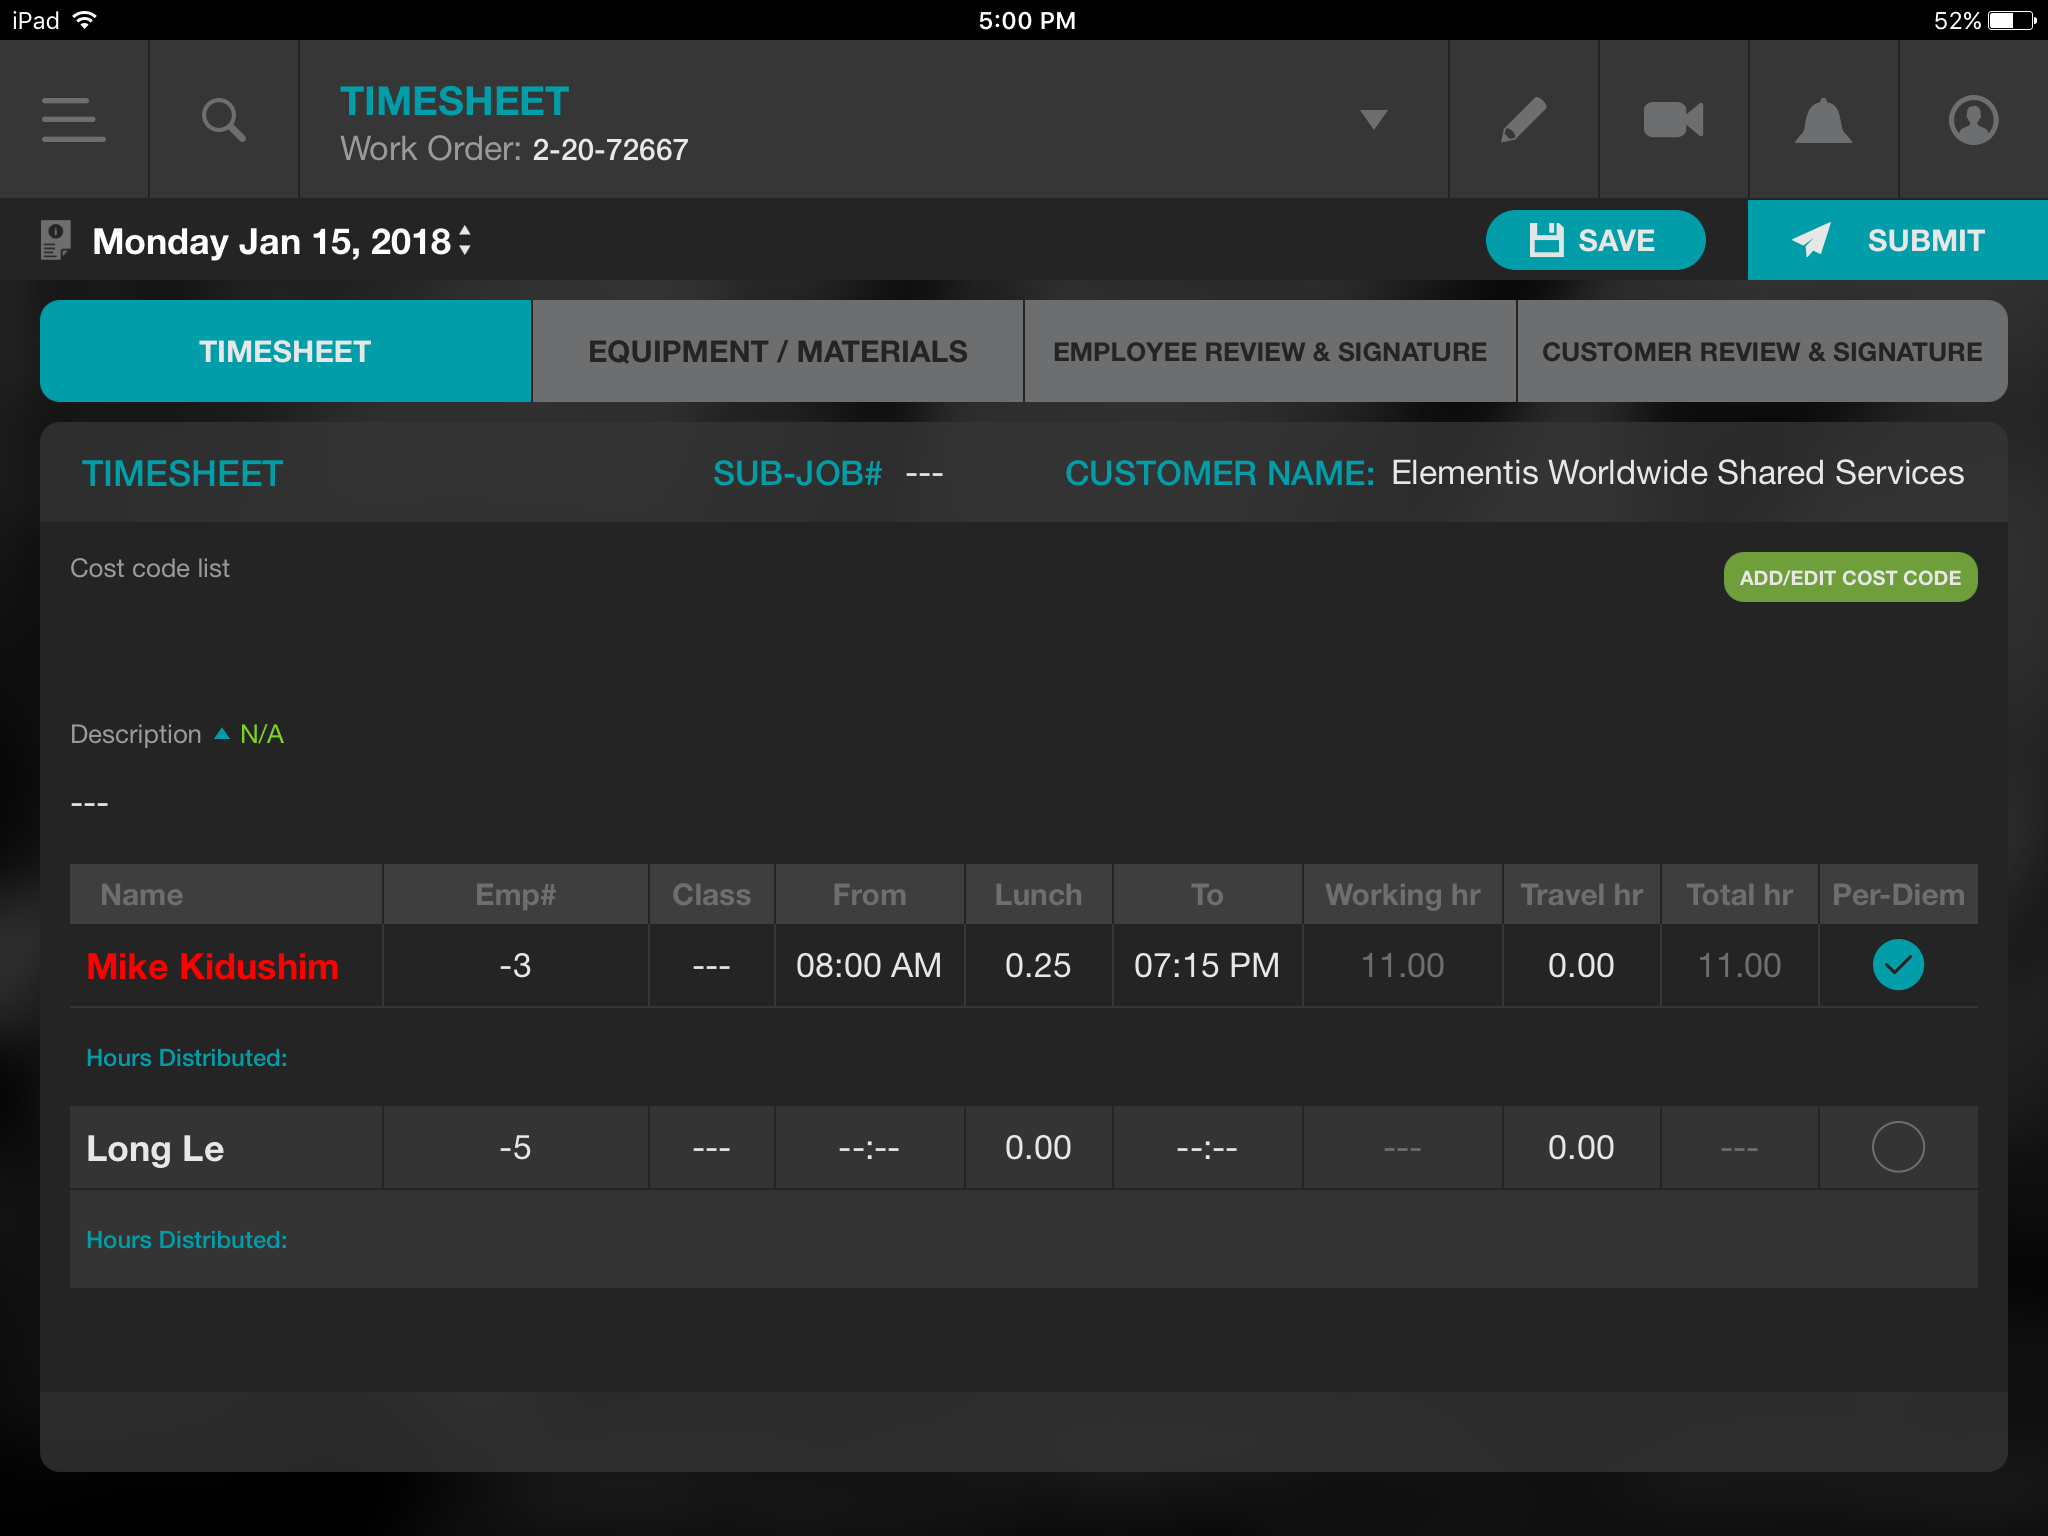 iPad 5:00 PM 52%
TIMESHEET
Work Order: 2-20-72667
Monday Jan 15, 2018 SAVE SUBMIT
TIMESHEET EQUIPMENT / MATERIALS EMPLOYEE REVIEW & SIGNATURE CUSTOMER REVIEW & SIGNATURE
TIMESHEET SUB-JOB# --- CUSTOMER NAME: Elementis Worldwide Shared Services
Cost code list ADD/EDIT COST CODE
Description N/A
---
Name Emp# Class From Lunch To Working hr Travel hr Total hr Per-Diem
Mike Kidushim -3 --- 08:00 AM 0.25 07:15 PM 11.00 0.00 11.00
Hours Distributed:
Long Le -5 --- --:-- 0.00 --:-- --- 0.00 ---
Hours Distributed: